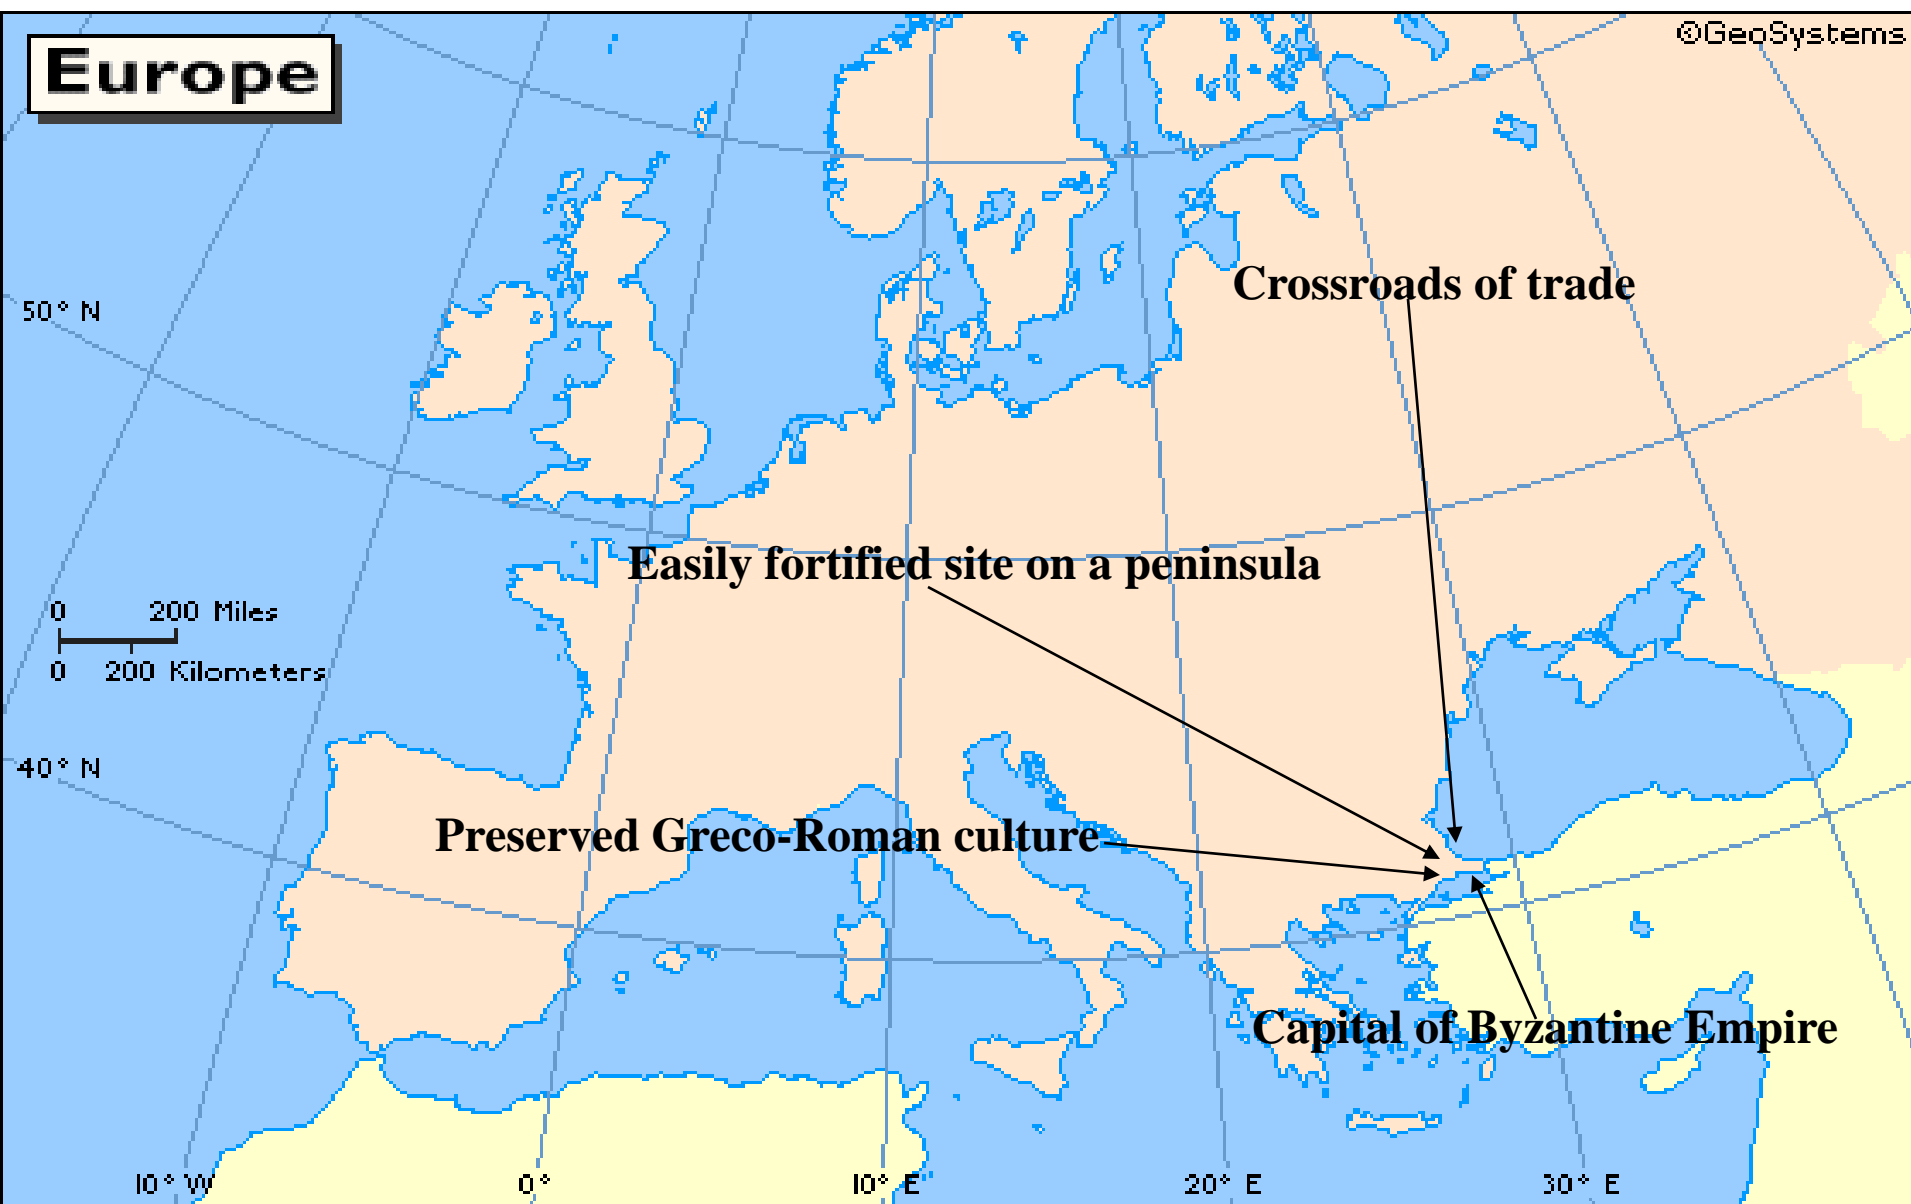 ©GeoSystems
Europe
Crossroads of trade
50° N
Easily fortified site on a peninsula
0 200 Miles
0 200 Kilometers
40° N
Preserved Greco-Roman culture
Capital of Byzantine Empire
10° W 0° 10° E 20° E 30° E